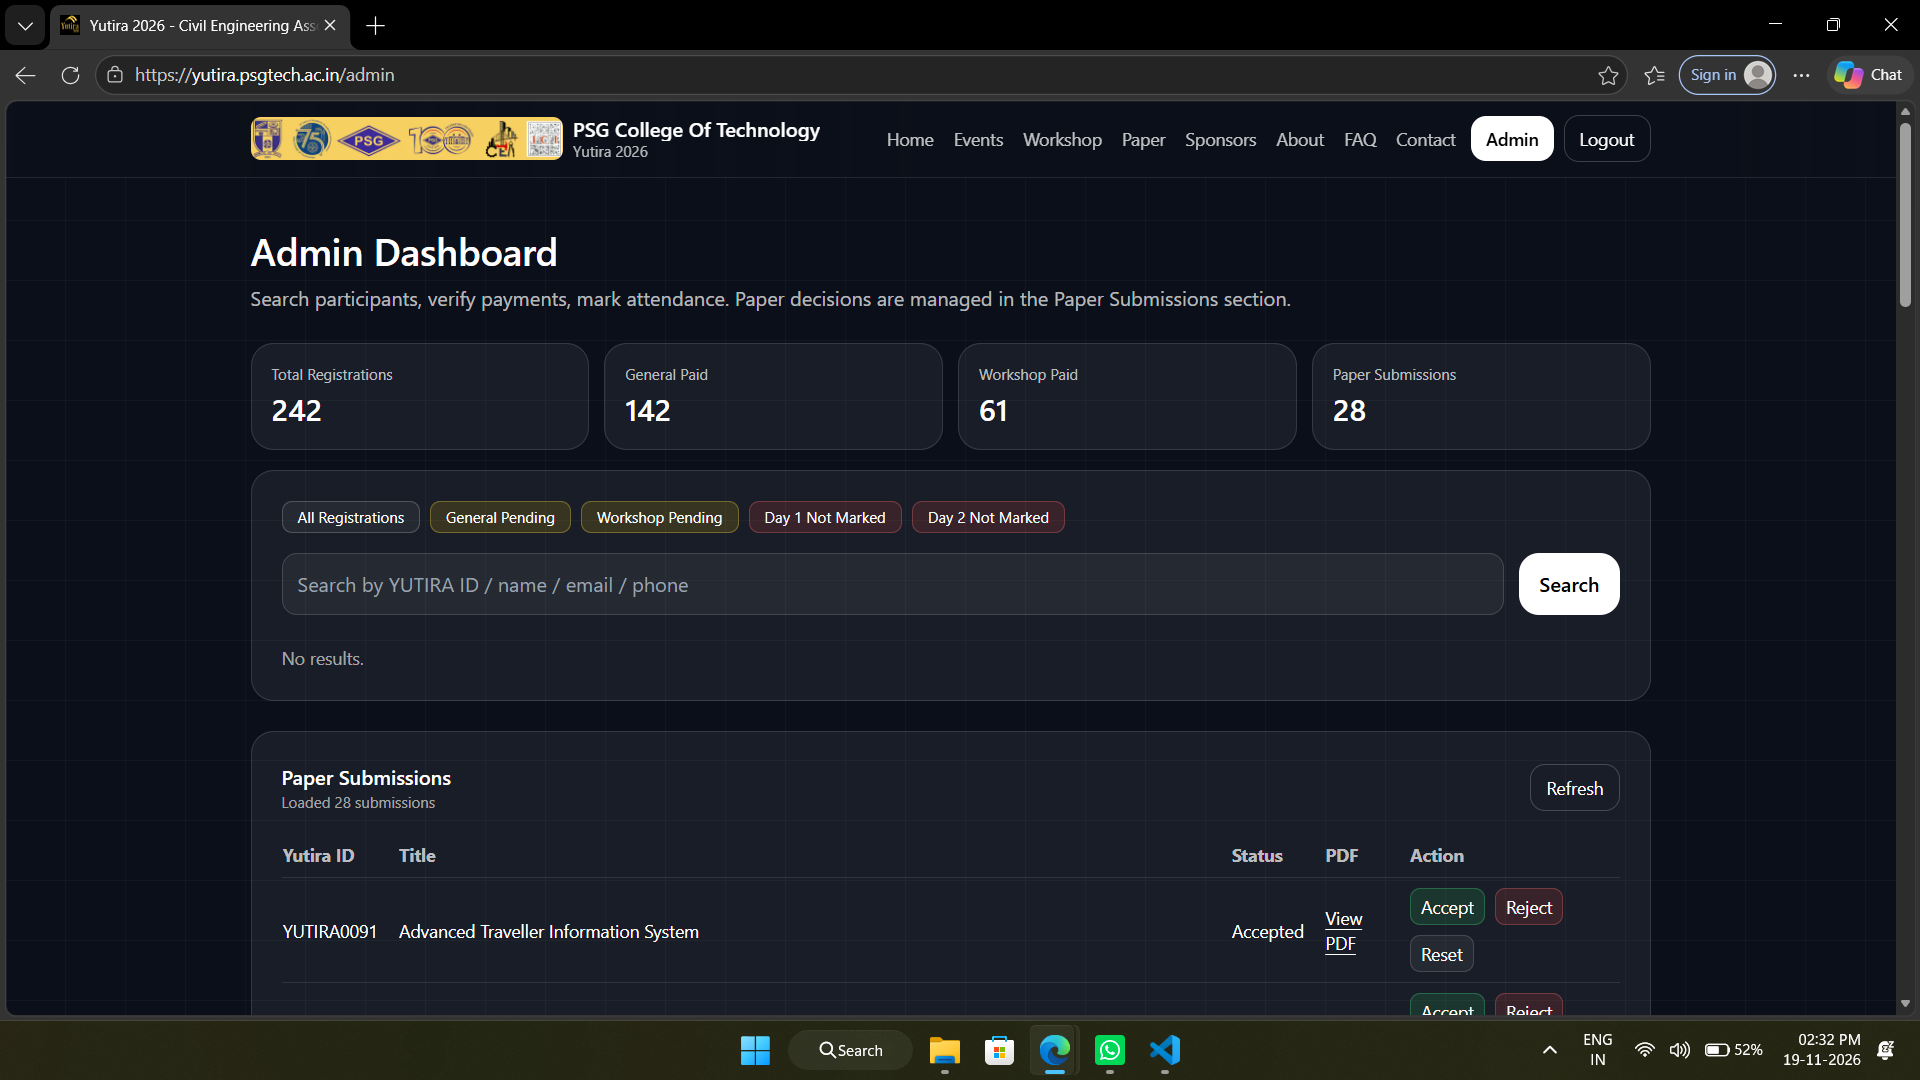 Yutira 2026 - Civil Engineering Ass
https://yutira.psgtech.ac.in/admin
Sign in
Chat
75
PSG
100
CEA
PSG College Of Technology
Yutira 2026
Home
Events
Workshop
Paper
Sponsors
About
FAQ
Contact
Admin
Logout
Admin Dashboard
Search participants, verify payments, mark attendance. Paper decisions are managed in the Paper Submissions section.
Total Registrations
242
General Paid
142
Workshop Paid
61
Paper Submissions
28
All Registrations
General Pending
Workshop Pending
Day 1 Not Marked
Day 2 Not Marked
Search by YUTIRA ID / name / email / phone
Search
No results.
Paper Submissions
Loaded 28 submissions
Refresh
Yutira ID
Title
Status
PDF
Action
YUTIRA0091
Advanced Traveller Information System
Accepted
View
PDF
Accept
Reject
Reset
Accept
Reject
Search
ENG
IN
52%
02:32 PM
19-11-2026